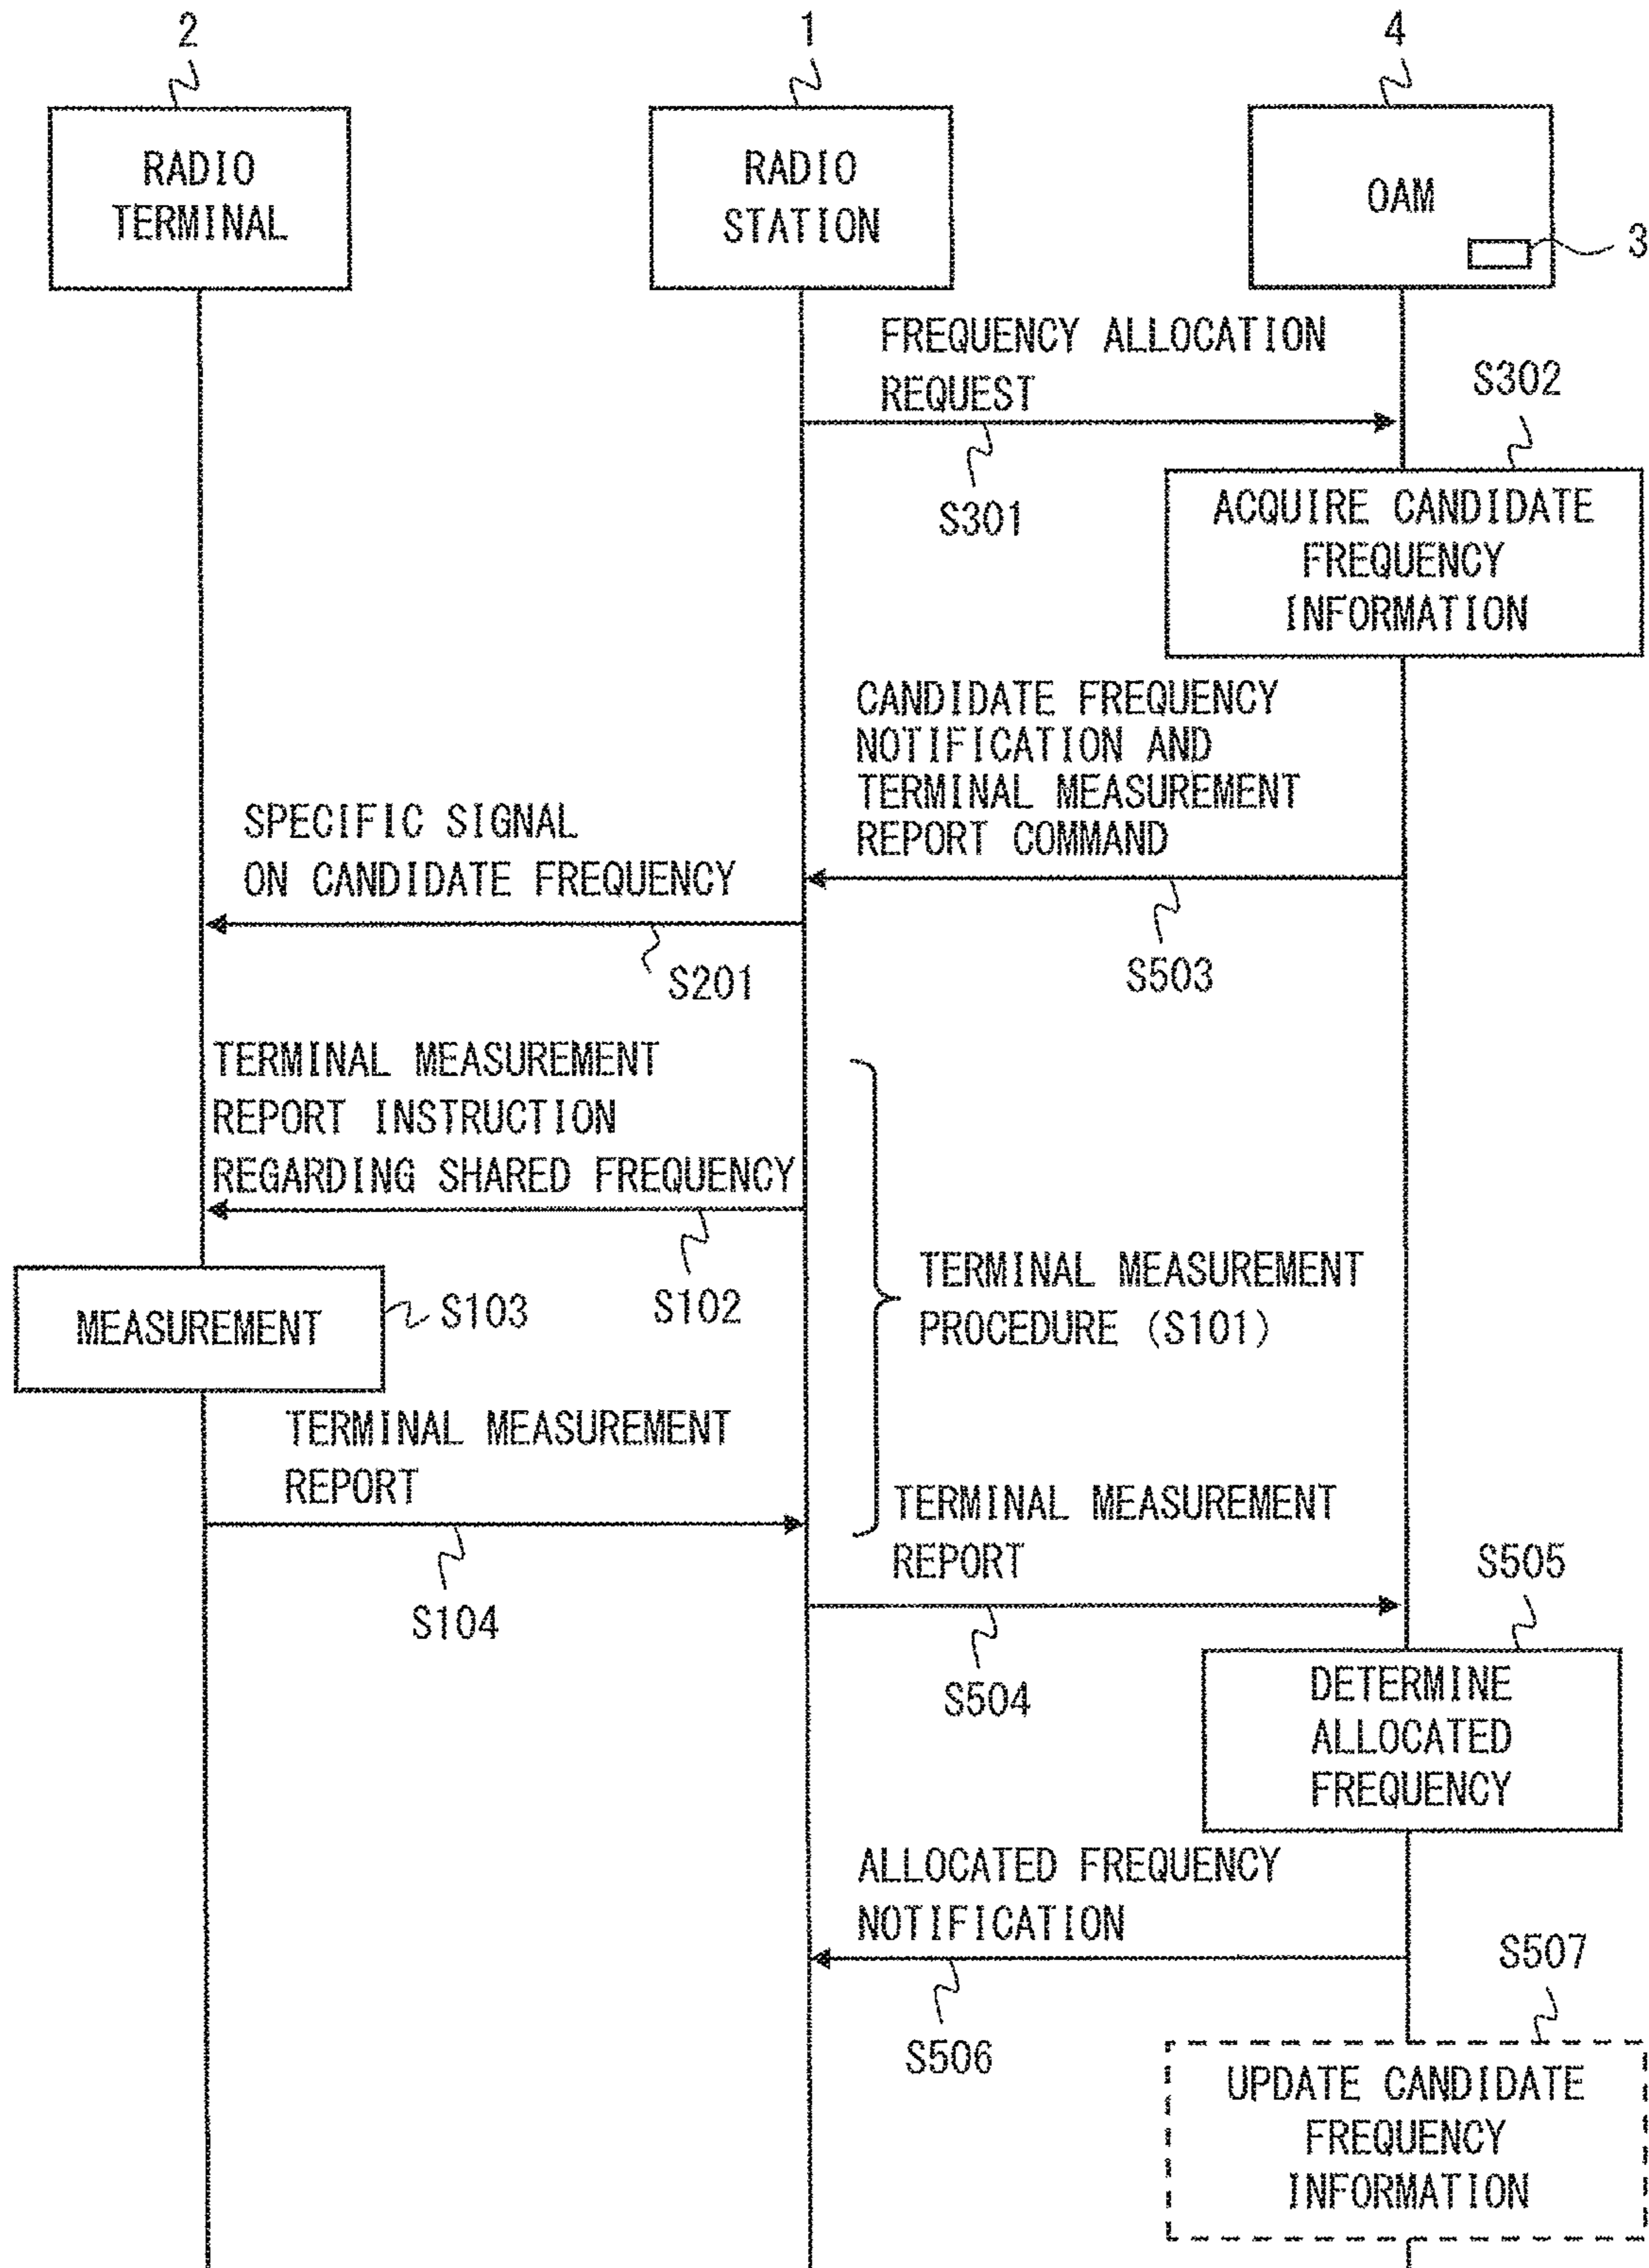 2
1
4
RADIO
TERMINAL
RADIO
STATION
OAM
3
FREQUENCY ALLOCATION
REQUEST
S301
S302
ACQUIRE CANDIDATE
FREQUENCY
INFORMATION
CANDIDATE FREQUENCY
NOTIFICATION AND
TERMINAL MEASUREMENT
REPORT COMMAND
S503
SPECIFIC SIGNAL
ON CANDIDATE FREQUENCY
S201
TERMINAL MEASUREMENT
REPORT INSTRUCTION
REGARDING SHARED FREQUENCY
S102
MEASUREMENT
S103
TERMINAL MEASUREMENT
PROCEDURE (S101)
TERMINAL MEASUREMENT
REPORT
S104
TERMINAL MEASUREMENT
REPORT
S504
S505
DETERMINE
ALLOCATED
FREQUENCY
ALLOCATED FREQUENCY
NOTIFICATION
S506
S507
UPDATE CANDIDATE
FREQUENCY
INFORMATION